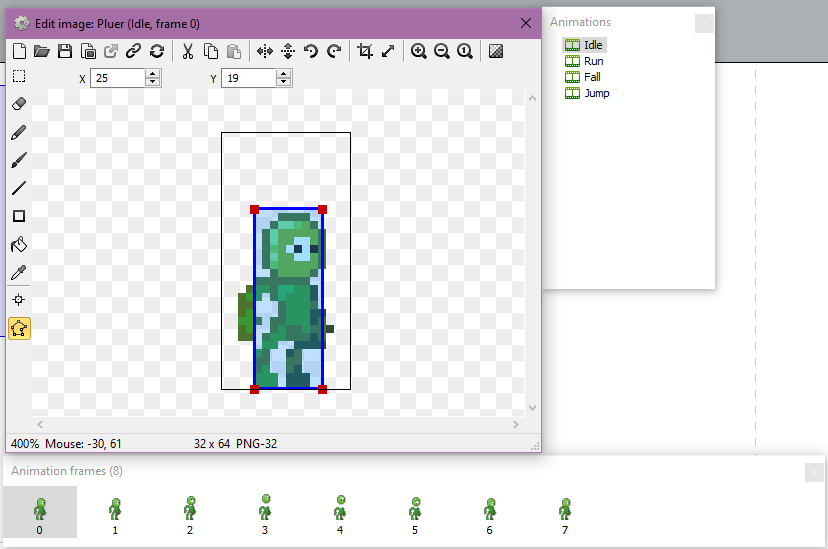 Edit image: Pluer (Idle, frame 0)
X 25 Y 19
400% Mouse: -30, 61 32 x 64 PNG-32
Animations
Idle
Run
Fall
Jump
Animation frames (8)
0 1 2 3 4 5 6 7